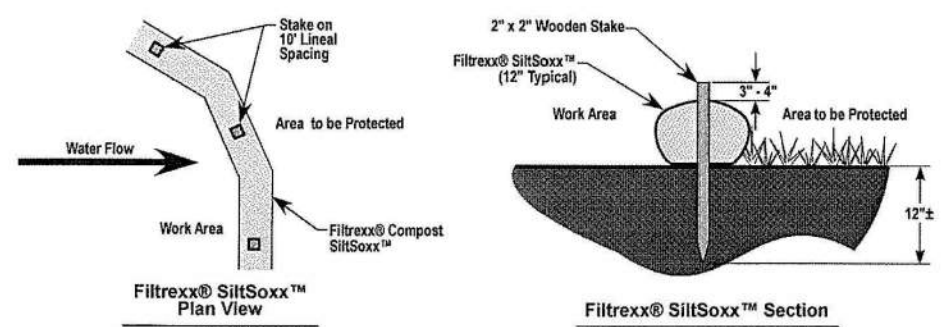 Stake on
10' Lineal
Spacing
Area to be Protected
Water Flow
Work Area
Filtrexx® Compost
SiltSoxx™
Filtrexx® SiltSoxx™
Plan View
2" x 2" Wooden Stake
Filtrexx® SiltSoxx™
(12" Typical)
3" - 4"
Work Area
Area to be Protected
12"±
Filtrexx® SiltSoxx™ Section